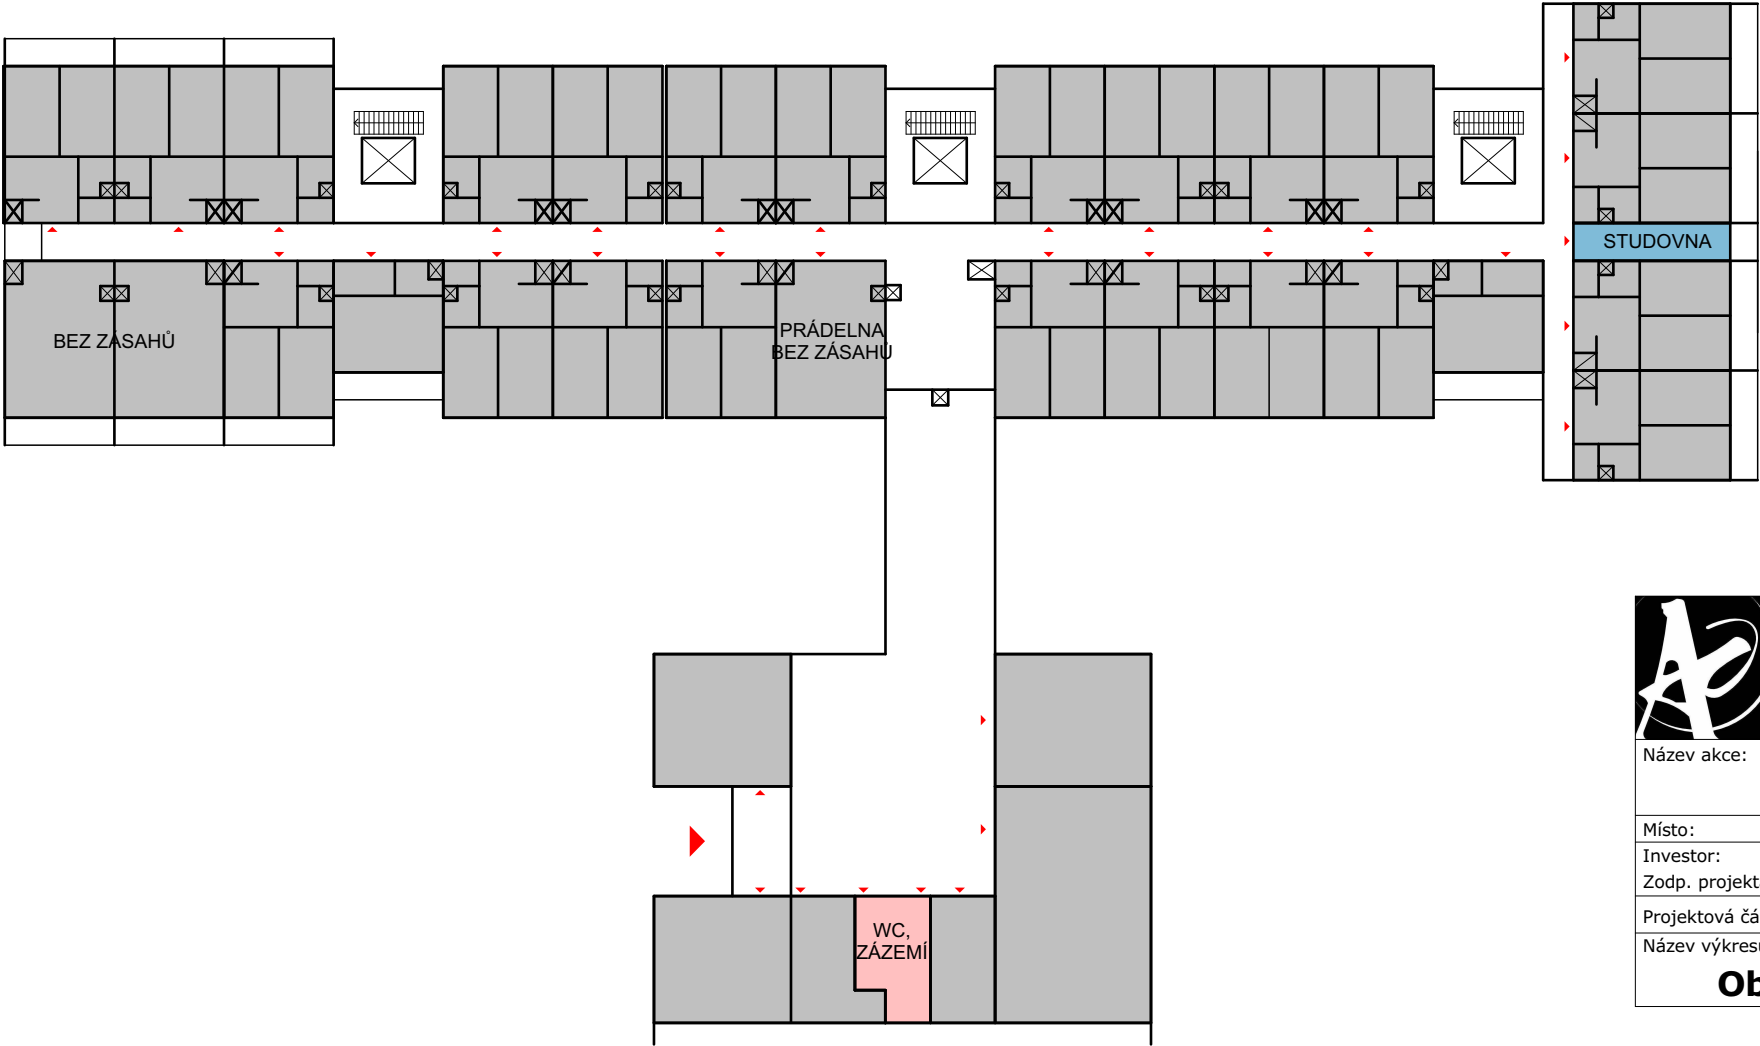 STUDOVNA
BEZ ZÁSAHŮ
PRÁDELNA
BEZ ZÁSAHŮ
WC,
ZÁZEMÍ
Název akce:
Místo:
Investor:
Zodp. projekt
Projektová čá
Název výkresu
Ob